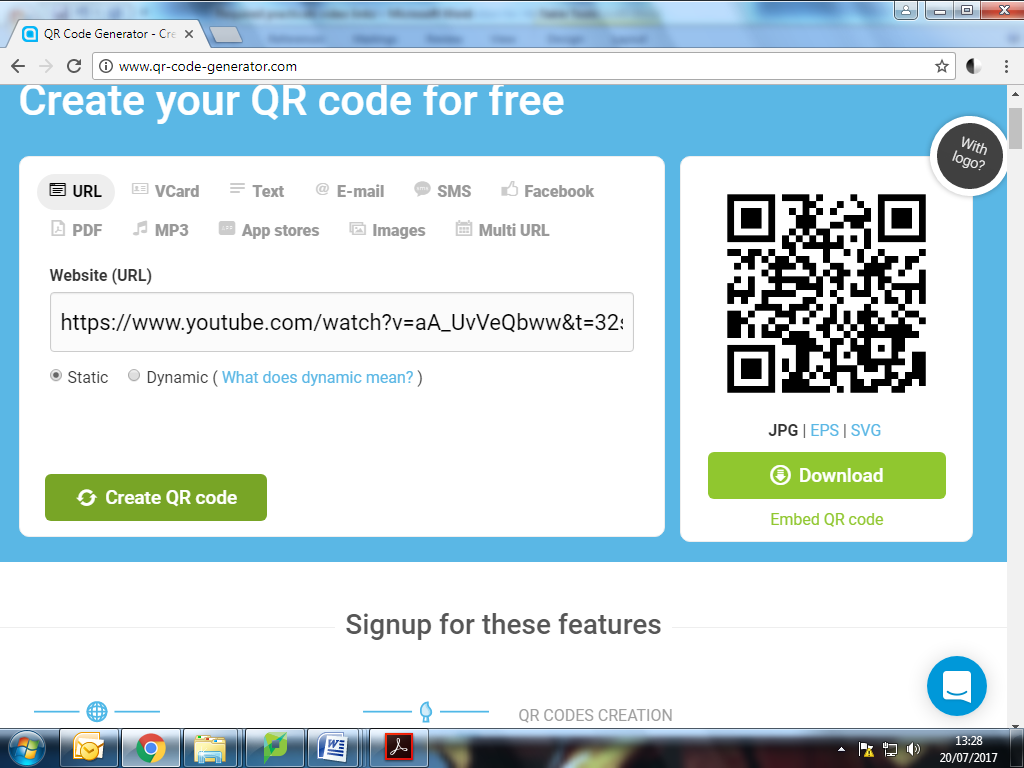 QR Code Generator - Cre
www.qr-code-generator.com
Create your QR code for free
With
logo?
URL VCard Text E-mail SMS Facebook
PDF MP3 App stores Images Multi URL
Website (URL)
https://www.youtube.com/watch?v=aA_UvVeQbww&t=32s
Static Dynamic ( What does dynamic mean? )
JPG | EPS | SVG
Download
Create QR code
Embed QR code
Signup for these features
QR CODES CREATION
13:28
20/07/2017